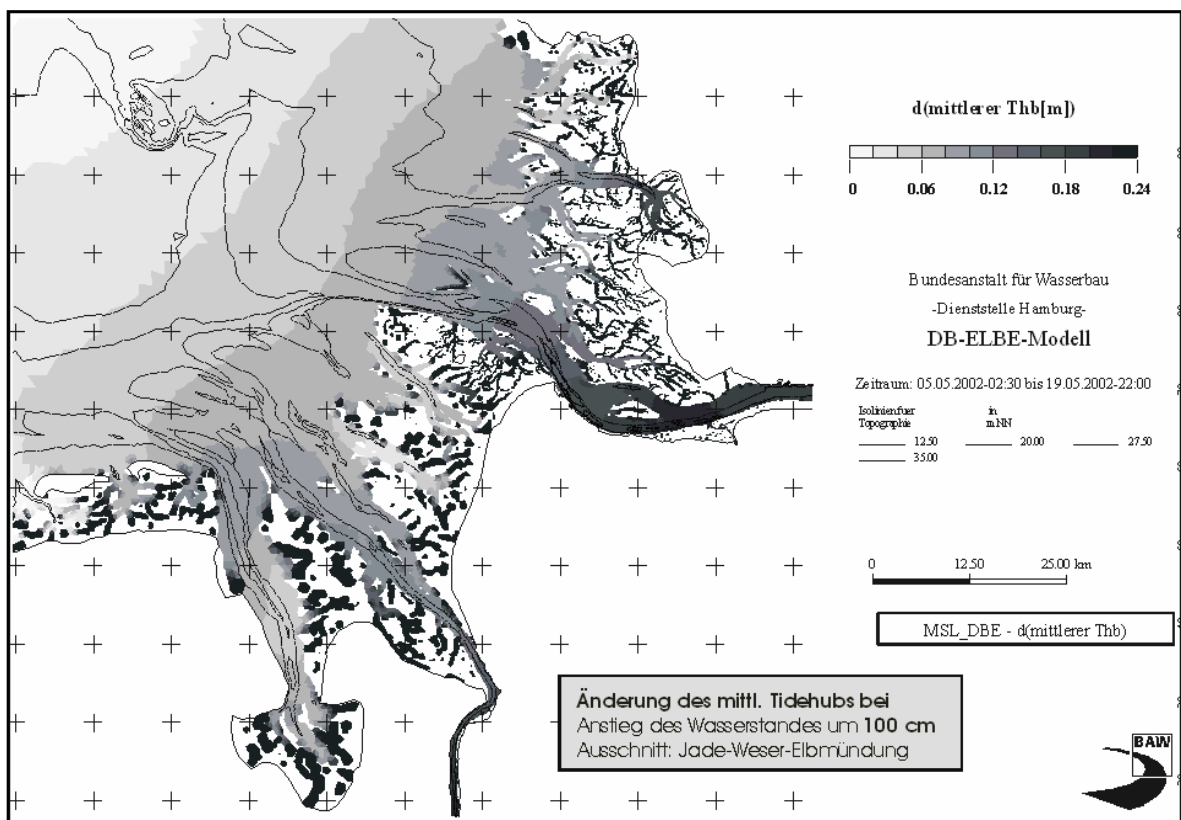 d(mittlerer Thb[m])
0 0.06 0.12 0.18 0.24
Bundesanstalt für Wasserbau
-Dienststelle Hamburg-
DB-ELBE-Modell
Zeitraum: 05.05.2002-02:30 bis 19.05.2002-22:00
Isolinien fuer in
Topographie mNN
12.50 20.00 27.50
35.00
0 12.50 25.00 km
MSL_DBE - d(mittlerer Thb)
Änderung des mittl. Tidehubs bei
Anstieg des Wasserstandes um 100 cm
Ausschnitt: Jade-Weser-Elbmündung
BAW